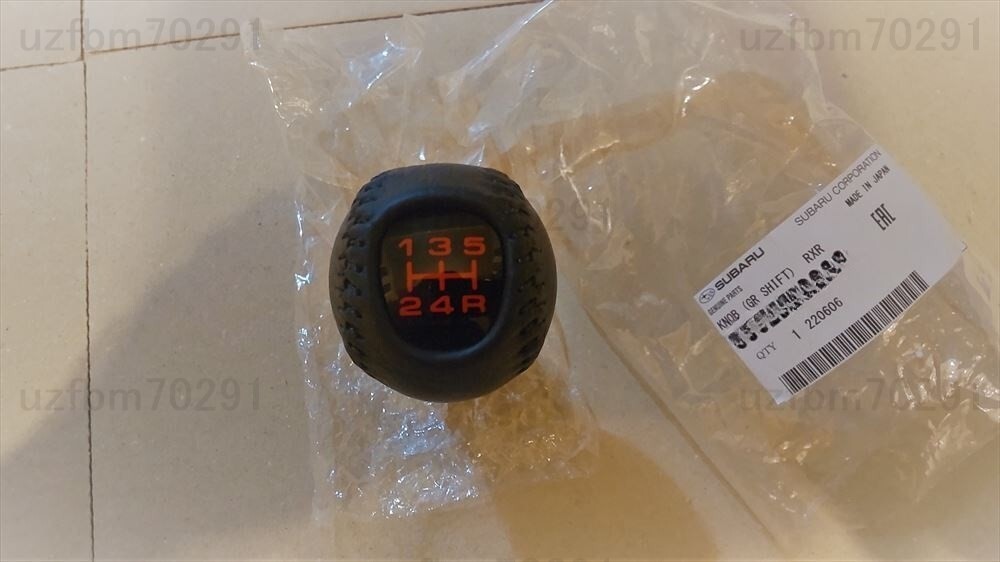 uzfbm70291
uzfbm70291
1 3 5
2 4 R
SUBARU CORPORATION
MADE IN JAPAN
SUBARU
GENUINE PARTS
KNOB (GR SHIFT) RXR
EAC
QTY 1 220606
uzfbm70291
uzfbm70291